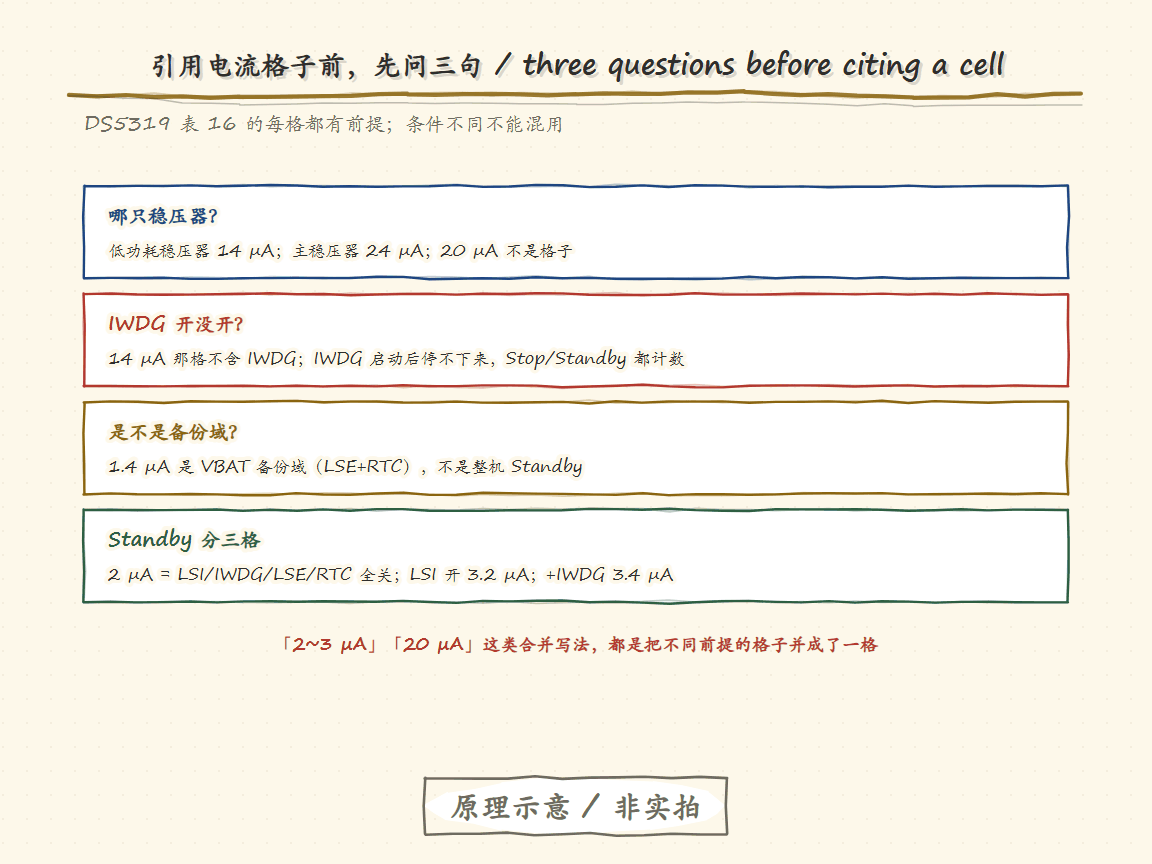 引用电流格子前，先问三句 / three questions before citing a cell
DS5319 表 16 的每格都有前提；条件不同不能混用
哪只稳压器？
低功耗稳压器 14 μA；主稳压器 24 μA；20 μA 不是格子
IWDG 开没开？
14 μA 那格不含 IWDG；IWDG 启动后停不下来，Stop/Standby 都计数
是不是备份域？
1.4 μA 是 VBAT 备份域（LSE+RTC），不是整机 Standby
Standby 分三格
2 μA = LSI/IWDG/LSE/RTC 全关；LSI 开 3.2 μA；+IWDG 3.4 μA
「2~3 μA」「20 μA」这类合并写法，都是把不同前提的格子并成了一格
原理示意 / 非实拍